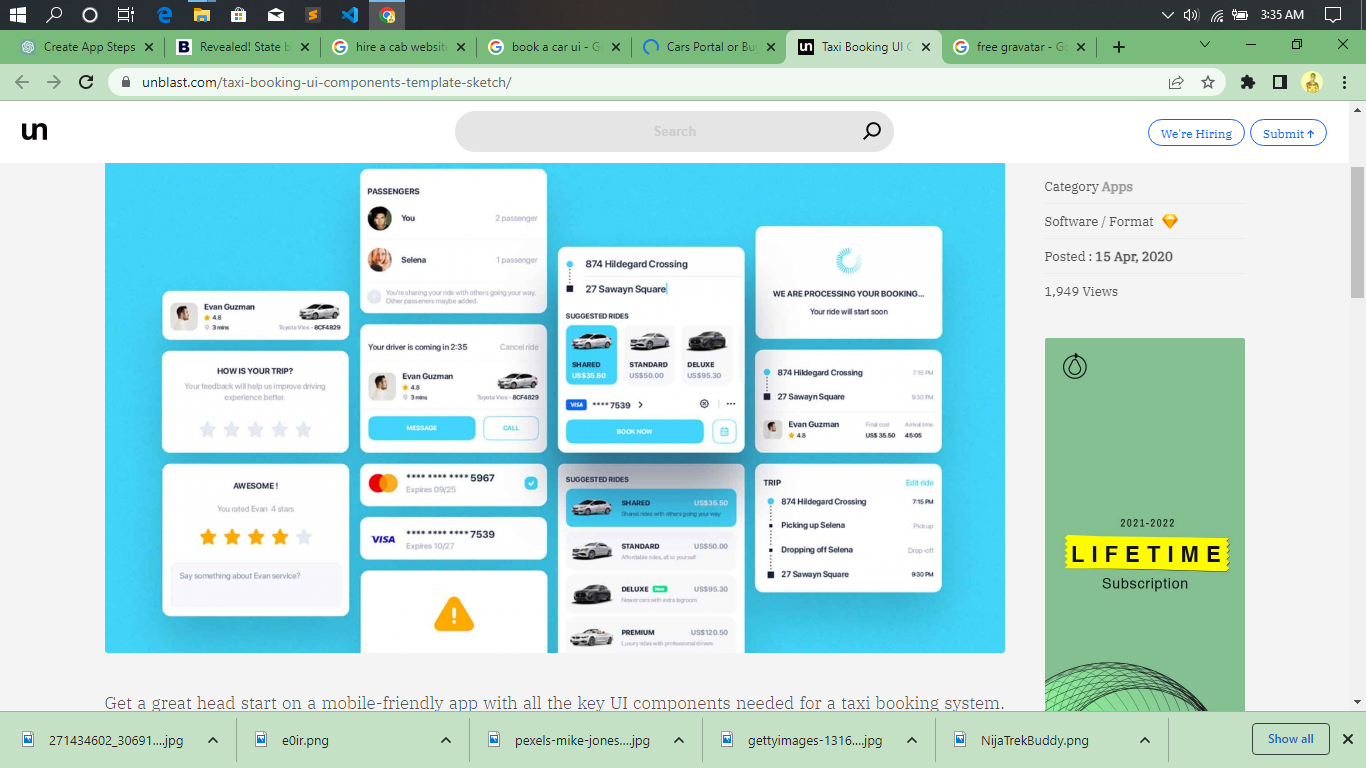 3:35 AM
Create App Steps
Revealed! State b
hire a cab website
book a car ui - G
Cars Portal or Bu
un
Taxi Booking UI C
free gravatar - Go
unblast.com/taxi-booking-ui-components-template-sketch/
un
Search
We're Hiring
Submit ↑
Evan Guzman
4.8
3 mins
Toyota Vios - 8CF4829
HOW IS YOUR TRIP?
Your feedback will help us improve driving
experience better.
AWESOME !
You rated Evan 4 stars
Say something about Evan service?
PASSENGERS
You
2 passenger
Selena
1 passenger
You're sharing your ride with others going your way.
Other passeners maybe added.
Your driver is coming in 2:35
Cancel ride
Evan Guzman
4.8
3 mins
Toyota Vios - 8CF4829
MESSAGE
CALL
**** **** **** 5967
Expires 09/25
VISA
**** **** **** 7539
Expires 10/27
!
874 Hildegard Crossing
27 Sawayn Square
SUGGESTED RIDES
SHARED
US$35.50
STANDARD
US$50.00
DELUXE
US$95.30
VISA
**** 7539
BOOK NOW
SUGGESTED RIDES
SHARED
US$35.50
Shared rides with others going your way
STANDARD
US$50.00
Affordable rides, all to yourself
DELUXE
New
US$95.30
Newer cars with extra legroom
PREMIUM
US$120.50
Luxury rides with professional drivers
WE ARE PROCESSING YOUR BOOKING...
Your ride will start soon
874 Hildegard Crossing
7:15 PM
27 Sawayn Square
9:30 PM
Evan Guzman
4.8
Final cost
US$ 35.50
Arrival time
45:05
TRIP
Edit ride
874 Hildegard Crossing
7:15 PM
Picking up Selena
Pickup
Dropping off Selena
Drop-off
27 Sawayn Square
9:30 PM
Category Apps
Software / Format
Posted : 15 Apr, 2020
1,949 Views
2021-2022
LIFETIME
Subscription
Get a great head start on a mobile-friendly app with all the key UI components needed for a taxi booking system.
271434602_30691....jpg
e0ir.png
pexels-mike-jones....jpg
gettyimages-1316....jpg
NijaTrekBuddy.png
Show all